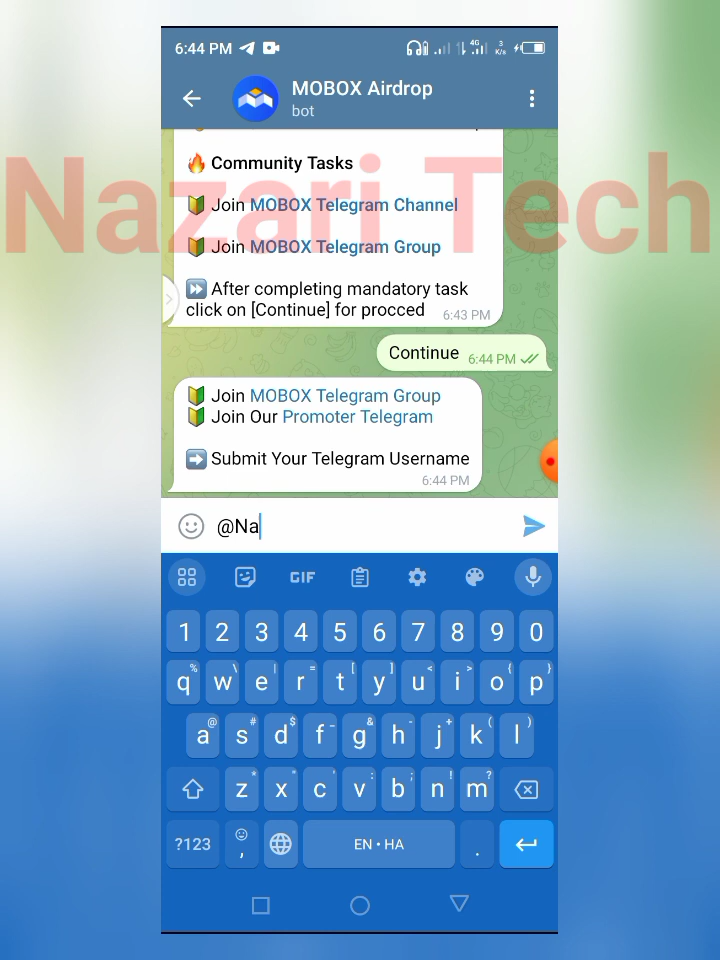 6:44 PM
4G
3
K/s
MOBOX Airdrop
bot
Nazari Tech
🔥 Community Tasks
🔰 Join MOBOX Telegram Channel
🔰 Join MOBOX Telegram Group
⏩ After completing mandatory task
click on [Continue] for procced
6:43 PM
Continue
6:44 PM
🔰 Join MOBOX Telegram Group
🔰 Join Our Promoter Telegram
➡️ Submit Your Telegram Username
6:44 PM
@Na
GIF
1 2 3 4 5 6 7 8 9 0
% \ | = [ ] < > { }
q w e r t y u i o p
@ # $ _ & - + ( )
a s d f g h j k l
* " ' : ; ! ?
z x c v b n m
?123 , EN • HA .